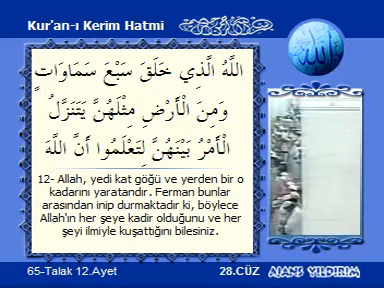 Kur'an-ı Kerim Hatmi
اللَّهُ الَّذِي خَلَقَ سَبْعَ سَمَاوَاتٍ
وَمِنَ الْأَرْضِ مِثْلَهُنَّ يَتَنَزَّلُ
الْأَمْرُ بَيْنَهُنَّ لِتَعْلَمُوا أَنَّ اللَّهَ
12- Allah, yedi kat göğü ve yerden bir o
kadarını yaratandır. Ferman bunlar
arasından inip durmaktadır ki, böylece
Allah'ın her şeye kadir olduğunu ve her
şeyi ilmiyle kuşattığını bilesiniz.
65-Talak 12.Ayet
28.CÜZ
AJANS YILDIRIM